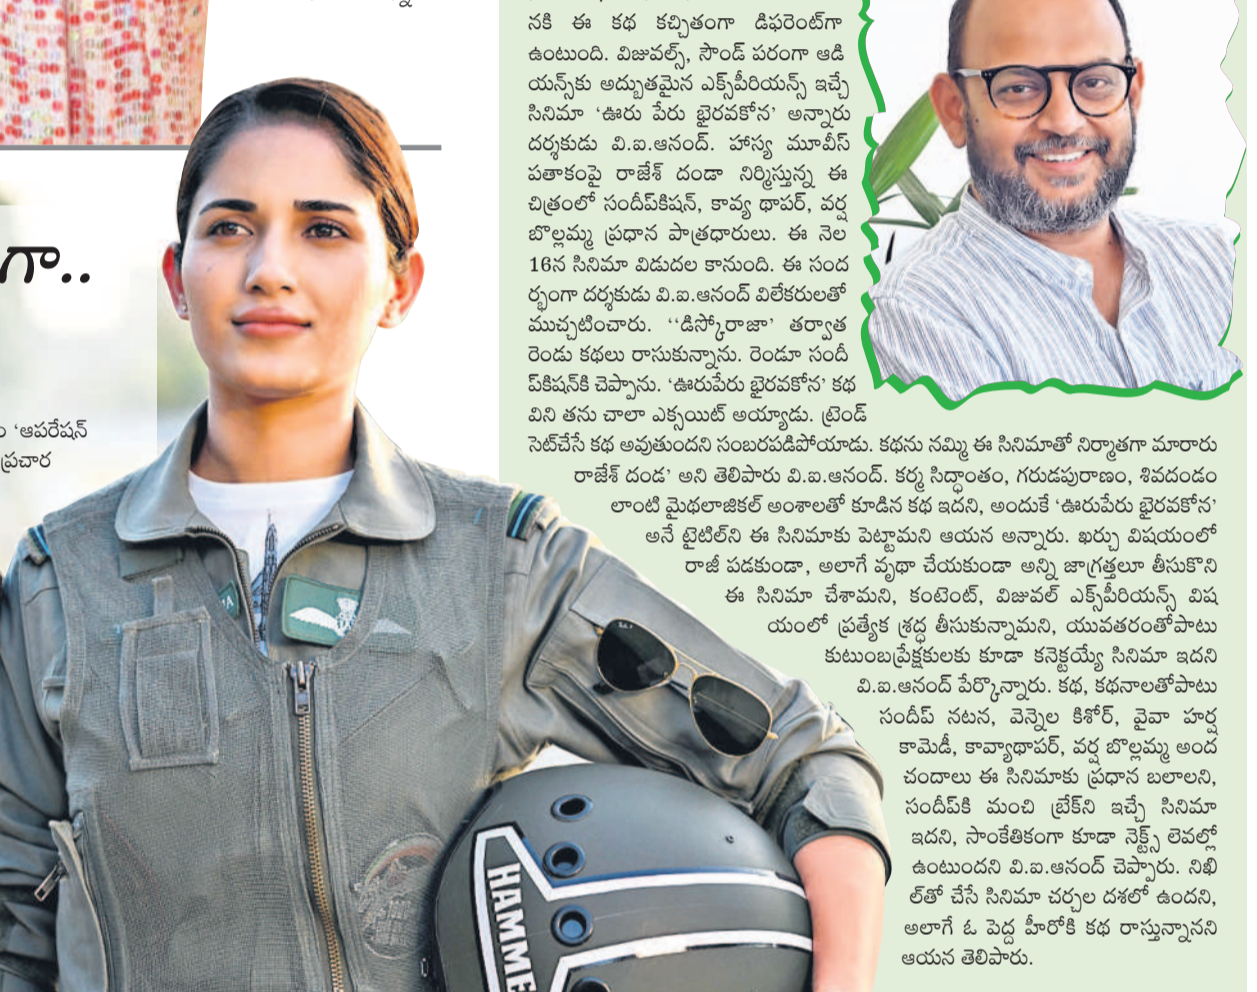 గా..
‘ఆపరేషన్
ప్రచార
నకి ఈ కథ కచ్చితంగా డిఫరెంట్‌గా
ఉంటుంది. విజువల్స్, సౌండ్ పరంగా ఆడి
యన్స్‌కు అద్భుతమైన ఎక్స్‌పీరియన్స్ ఇచ్చే
సినిమా ‘ఊరు పేరు భైరవకోన’ అన్నారు
దర్శకుడు వి.ఐ.ఆనంద్. హాస్య మూవీస్
పతాకంపై రాజేశ్ దండా నిర్మిస్తున్న ఈ
చిత్రంలో సందీప్‌కిషన్, కావ్య థాపర్, వర్ష
బొల్లమ్మ ప్రధాన పాత్రధారులు. ఈ నెల
16న సినిమా విడుదల కానుంది. ఈ సంద
ర్భంగా దర్శకుడు వి.ఐ.ఆనంద్ విలేకరులతో
ముచ్చటించారు. ‘‘డిస్కోరాజా’ తర్వాత
రెండు కథలు రాసుకున్నాను. రెండూ సందీ
ప్‌కిషన్‌కి చెప్పాను. ‘ఊరుపేరు భైరవకోన’ కథ
విని తను చాలా ఎక్సయిట్ అయ్యాడు. ట్రెండ్
సెట్‌చేసే కథ అవుతుందని సంబరపడిపోయాడు. కథను నమ్మి ఈ సినిమాతో నిర్మాతగా మారారు
రాజేశ్ దండ’ అని తెలిపారు వి.ఐ.ఆనంద్. కర్మ సిద్ధాంతం, గరుడపురాణం, శివదండం
లాంటి మైథలాజికల్ అంశాలతో కూడిన కథ ఇదని, అందుకే ‘ఊరుపేరు భైరవకోన’
అనే టైటిల్‌ని ఈ సినిమాకు పెట్టామని ఆయన అన్నారు. ఖర్చు విషయంలో
రాజీ పడకుండా, అలాగే వృథా చేయకుండా అన్ని జాగ్రత్తలూ తీసుకొని
ఈ సినిమా చేశామని, కంటెంట్, విజువల్ ఎక్స్‌పీరియన్స్ విష
యంలో ప్రత్యేక శ్రద్ధ తీసుకున్నామని, యువతరంతోపాటు
కుటుంబప్రేక్షకులకు కూడా కనెక్టయ్యే సినిమా ఇదని
వి.ఐ.ఆనంద్ పేర్కొన్నారు. కథ, కథనాలతోపాటు
సందీప్ నటన, వెన్నెల కిశోర్, వైవా హర్ష
కామెడీ, కావ్యాథాపర్, వర్ష బొల్లమ్మ అంద
చందాలు ఈ సినిమాకు ప్రధాన బలాలని,
సందీప్‌కి మంచి బ్రేక్‌ని ఇచ్చే సినిమా
ఇదని, సాంకేతికంగా కూడా నెక్ట్స్ లెవల్లో
ఉంటుందని వి.ఐ.ఆనంద్ చెప్పారు. నిఖి
ల్‌తో చేసే సినిమా చర్చల దశలో ఉందని,
అలాగే ఓ పెద్ద హీరోకి కథ రాస్తున్నానని
ఆయన తెలిపారు.
HAMME